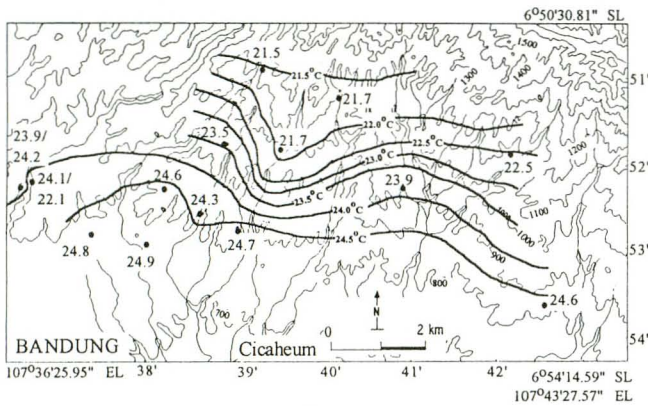 6°50'30.81" SL
1500
21.5
1400
1300
51'
21.5°C
21.7
22.0°C
23.9/
24.2
23.5
21.7
22.5°C
1200
52'
23.0°C
22.5
24.1/
22.1
24.6
23.9
23.5°C
24.3
24.0°C
1100
1000
24.8
24.7
24.5°C
24.9
900
53'
800
24.6
700
N
0 2 km
BANDUNG Cicaheum
54'
107°36'25.95" EL 38' 39' 40' 41' 42' 6°54'14.59" SL
107°43'27.57" EL